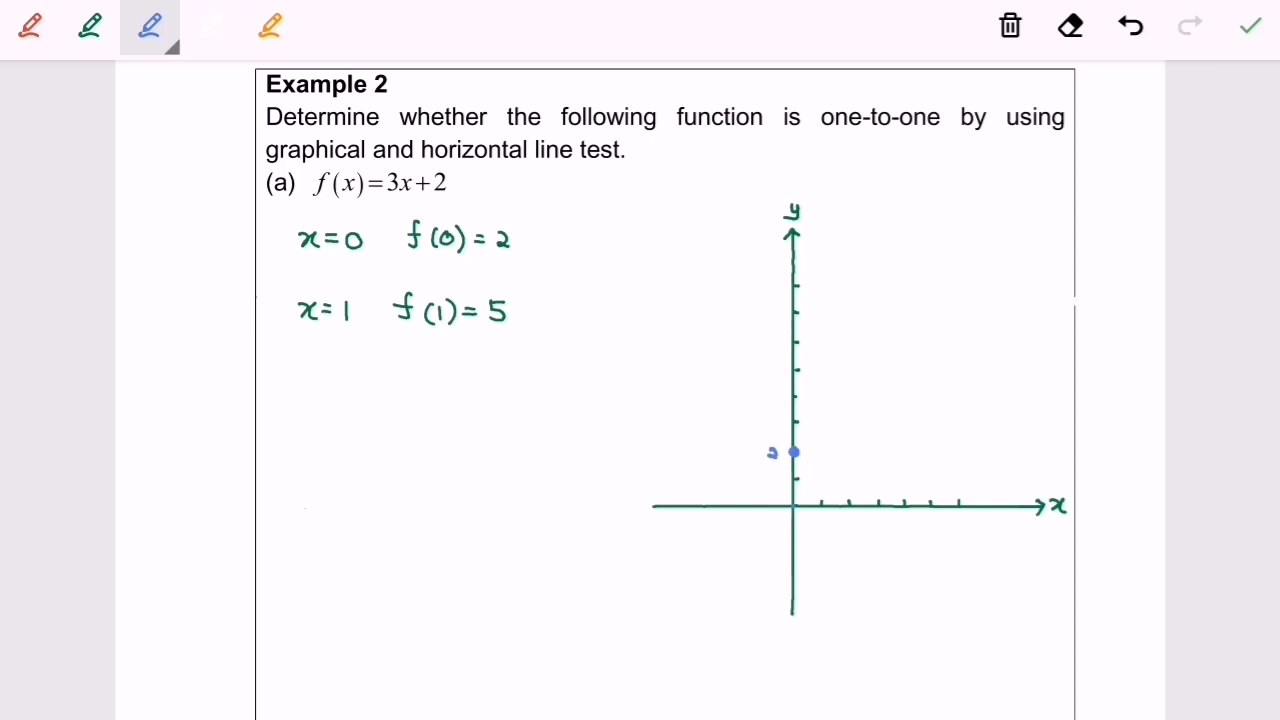 Example 2
Determine whether the following function is one-to-one by using
graphical and horizontal line test.
(a) f(x)=3x+2
y
x=0 f(0)=2
x=1 f(1)=5
2
x